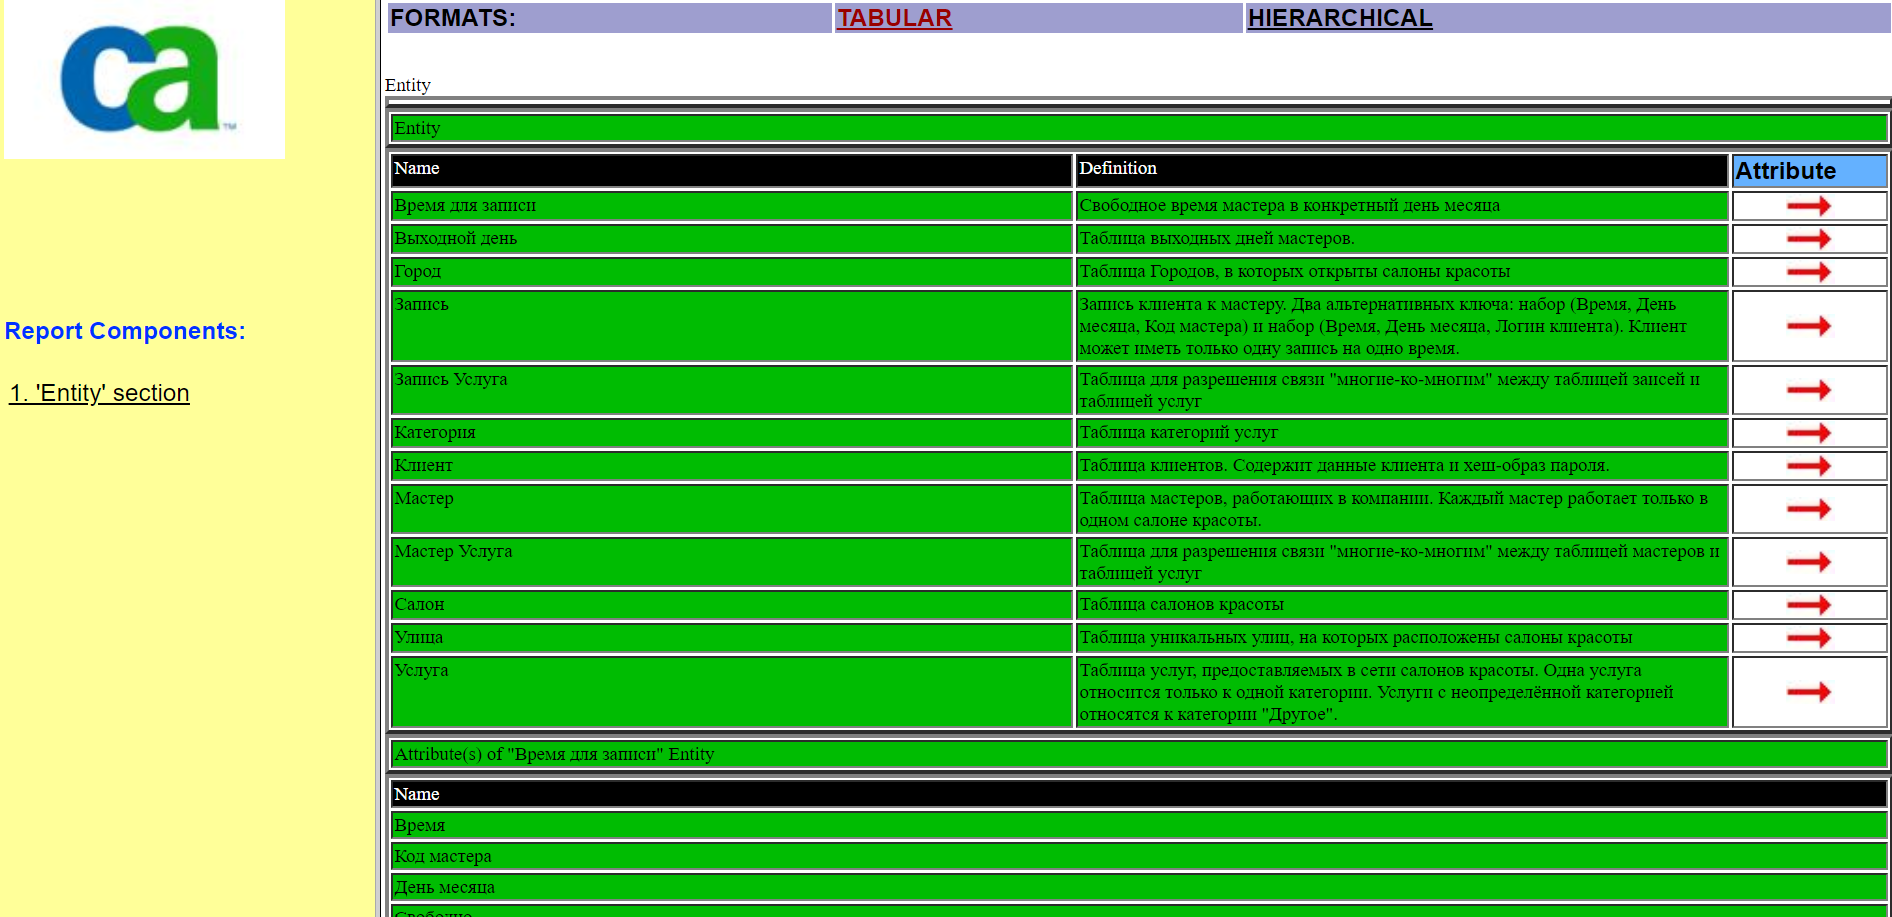 ca
TM
Report Components:
1. 'Entity' section
FORMATS: TABULAR HIERARCHICAL
Entity
Entity
Name Definition Attribute
Время для записи Свободное время мастера в конкретный день месяца
Выходной день Таблица выходных дней мастеров.
Город Таблица Городов, в которых открыты салоны красоты
Запись Запись клиента к мастеру. Два альтернативных ключа: набор (Время, День
месяца, Код мастера) и набор (Время, День месяца, Логин клиента). Клиент
может иметь только одну запись на одно время.
Запись Услуга Таблица для разрешения связи "многие-ко-многим" между таблицей заисей и
таблицей услуг
Категория Таблица категорий услуг
Клиент Таблица клиентов. Содержит данные клиента и хеш-образ пароля.
Мастер Таблица мастеров, работающих в компании. Каждый мастер работает только в
одном салоне красоты.
Мастер Услуга Таблица для разрешения связи "многие-ко-многим" между таблицей мастеров и
таблицей услуг
Салон Таблица салонов красоты
Улица Таблица уникальных улиц, на которых расположены салоны красоты
Услуга Таблица услуг, предоставляемых в сети салонов красоты. Одна услуга
относится только к одной категории. Услуги с неопределённой категорией
относятся к категории "Другое".
Attribute(s) of "Время для записи" Entity
Name
Время
Код мастера
День месяца
Свободно